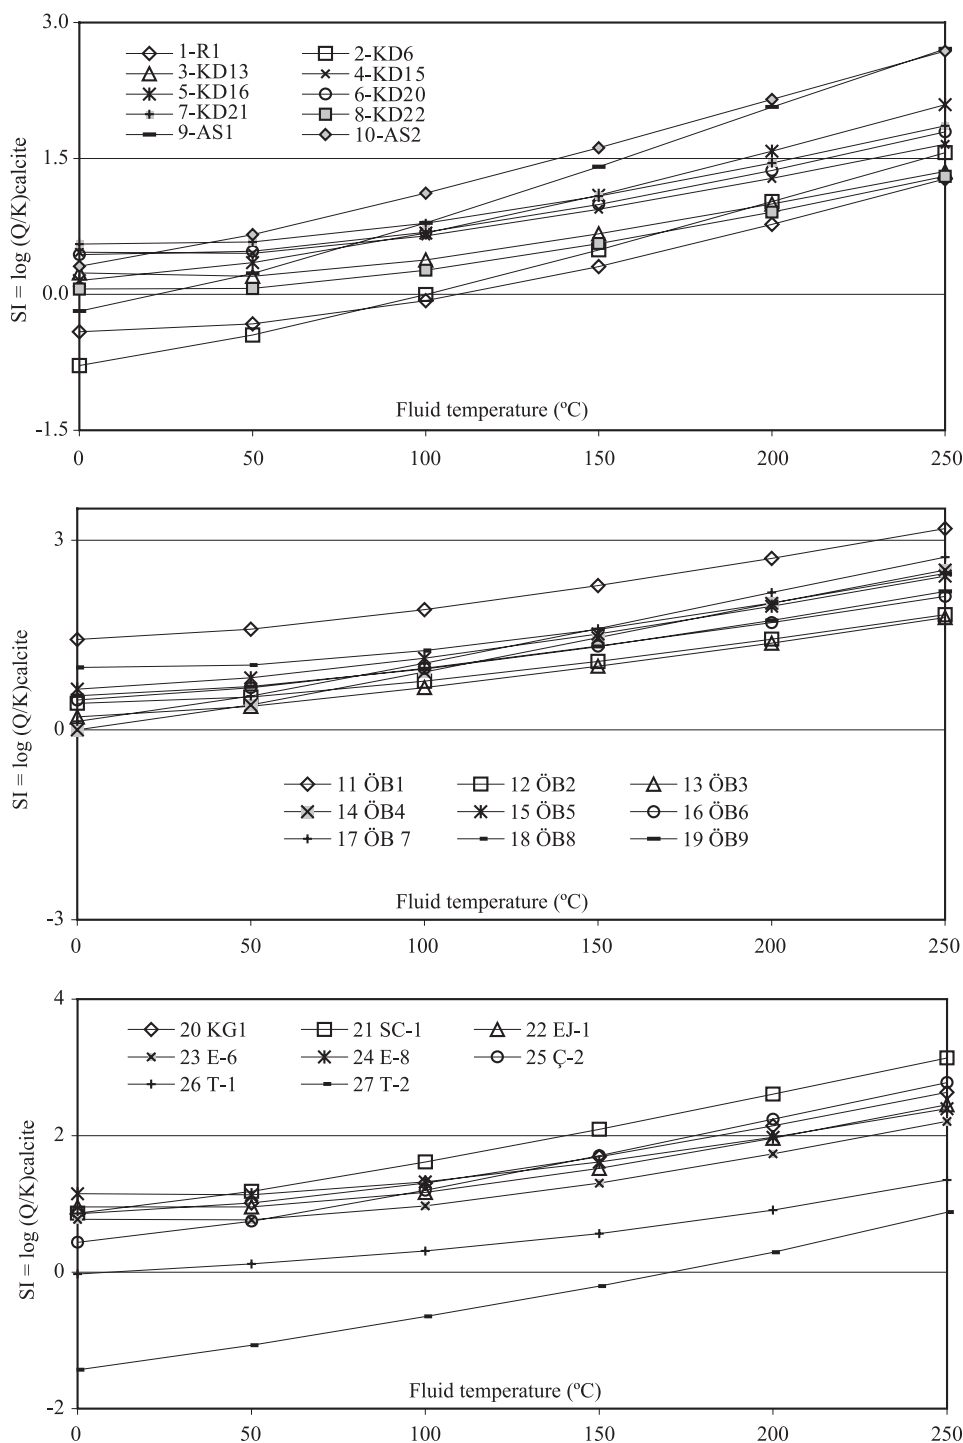 3.0
1-R1 2-KD6
3-KD13 4-KD15
5-KD16 6-KD20
7-KD21 8-KD22
9-AS1 10-AS2
1.5
SI = log (Q/K)calcite
0.0
Fluid temperature (ºC)
-1.5
0 50 100 150 200 250
3
SI = log (Q/K)calcite
0
11 ÖB1 12 ÖB2 13 ÖB3
14 ÖB4 15 ÖB5 16 ÖB6
17 ÖB 7 18 ÖB8 19 ÖB9
Fluid temperature (ºC)
-3
0 50 100 150 200 250
4
20 KG1 21 SC-1 22 EJ-1
23 E-6 24 E-8 25 Ç-2
26 T-1 27 T-2
2
SI = log (Q/K)calcite
0
Fluid temperature (ºC)
-2
0 50 100 150 200 250